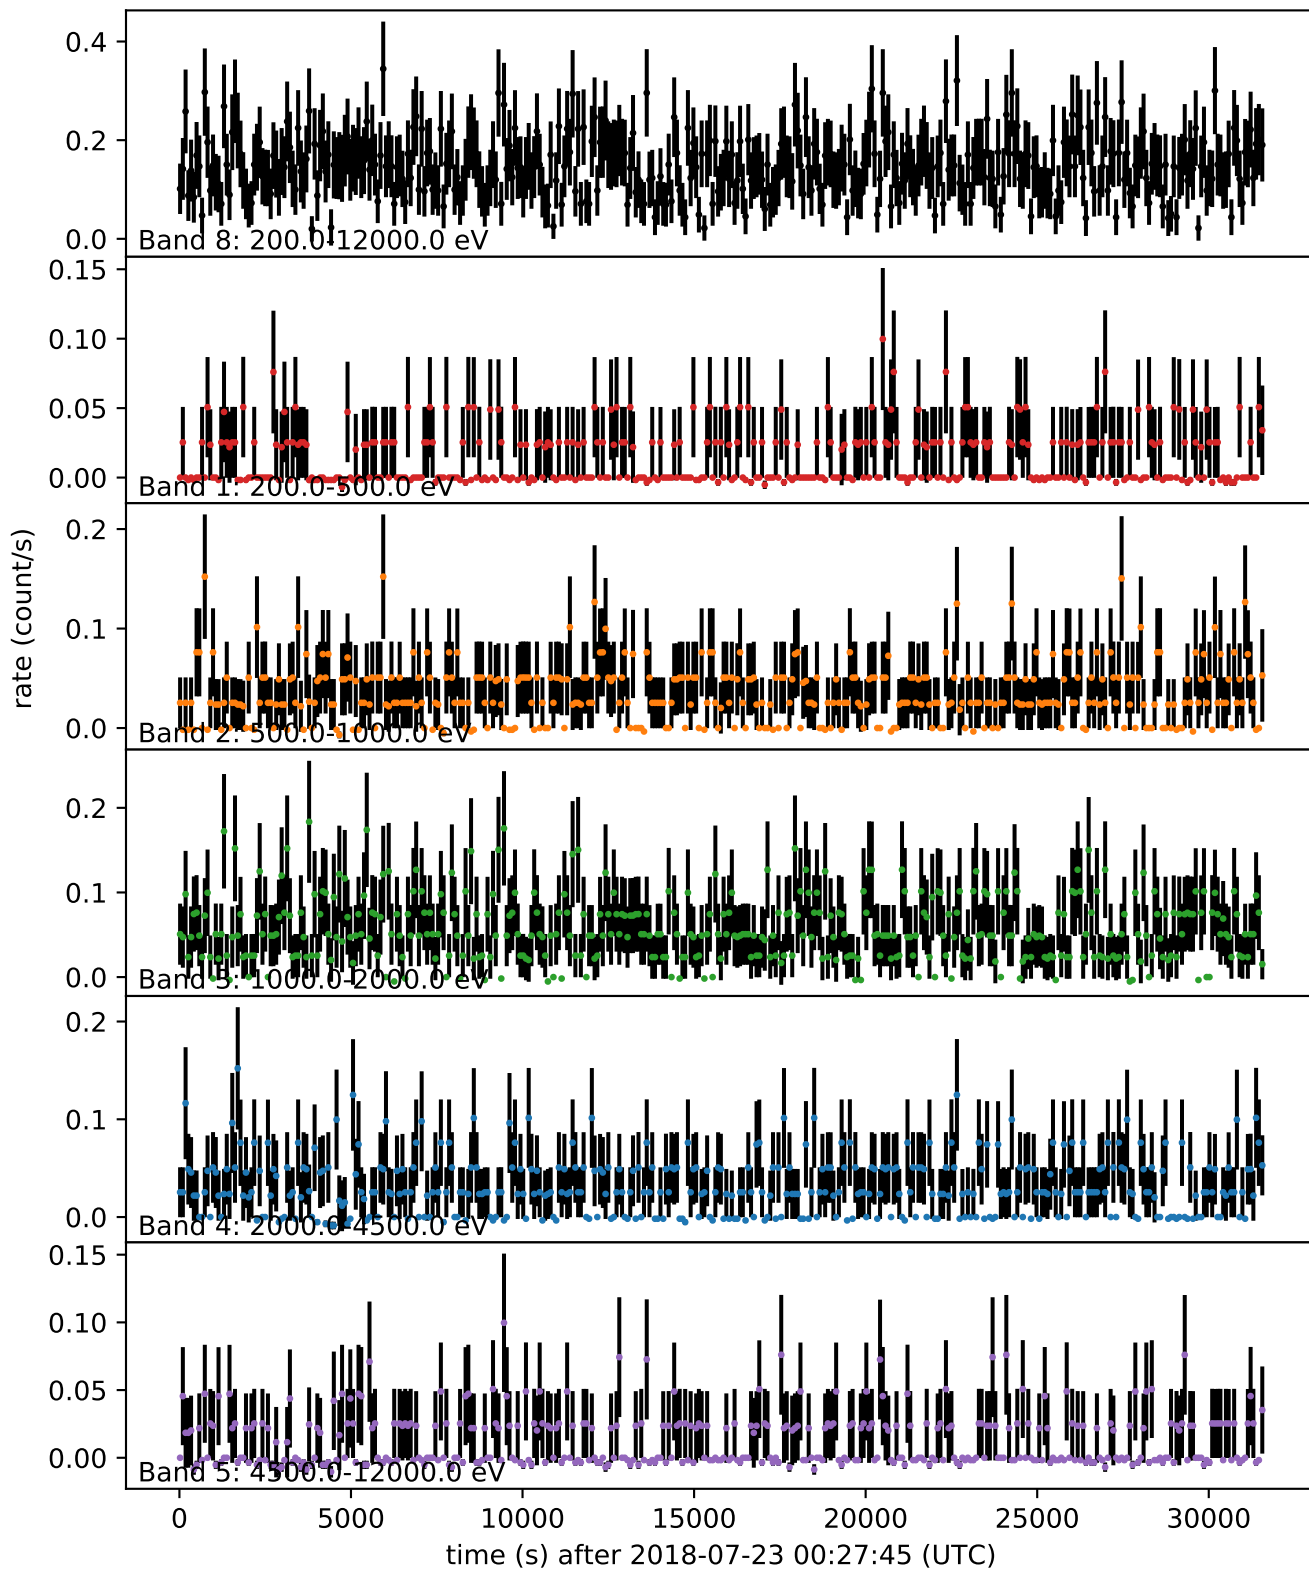 0.4
0.2
0.0
Band 8: 200.0-12000.0 eV
0.15
0.10
0.05
0.00
Band 1: 200.0-500.0 eV
0.2
0.1
0.0
Band 2: 500.0-1000.0 eV
rate (count/s)
0.2
0.1
0.0
Band 3: 1000.0-2000.0 eV
0.2
0.1
0.0
Band 4: 2000.0-4500.0 eV
0.15
0.10
0.05
0.00
Band 5: 4500.0-12000.0 eV
0 5000 10000 15000 20000 25000 30000
time (s) after 2018-07-23 00:27:45 (UTC)